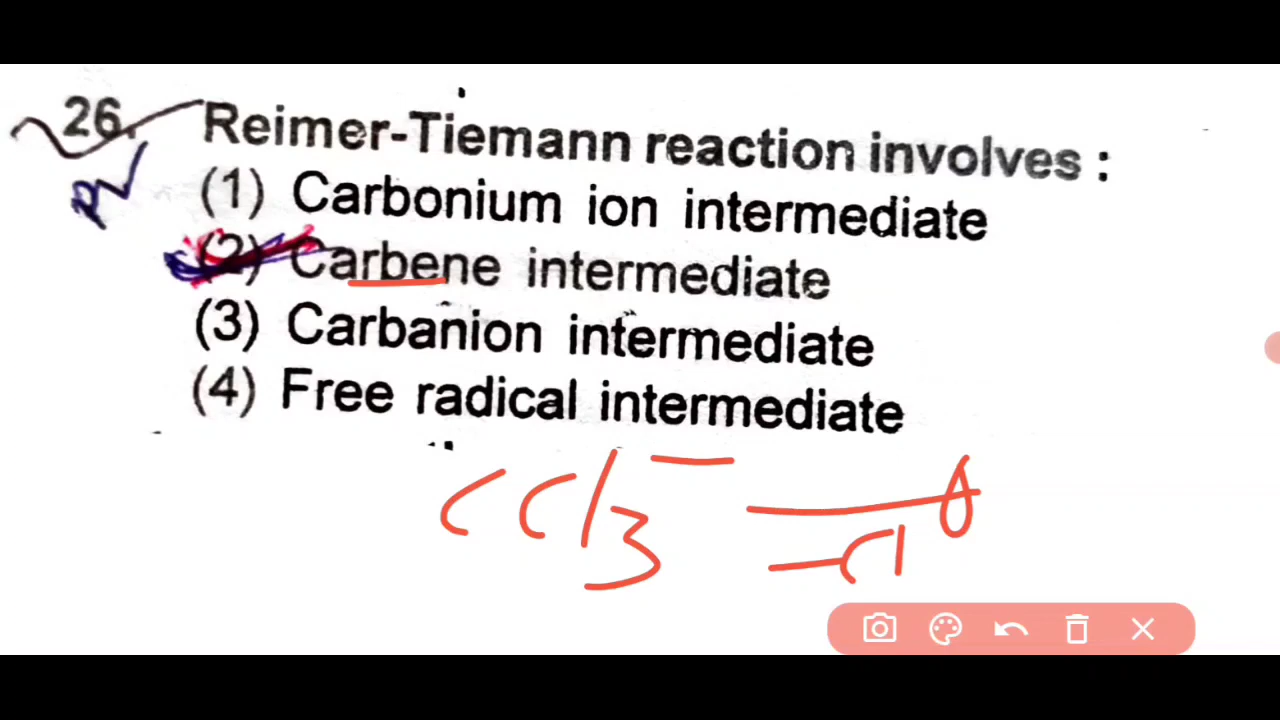 26. Reimer-Tiemann reaction involves :
(1) Carbonium ion intermediate
(2) Carbene intermediate
(3) Carbanion intermediate
(4) Free radical intermediate
CCl3 –
–Cl